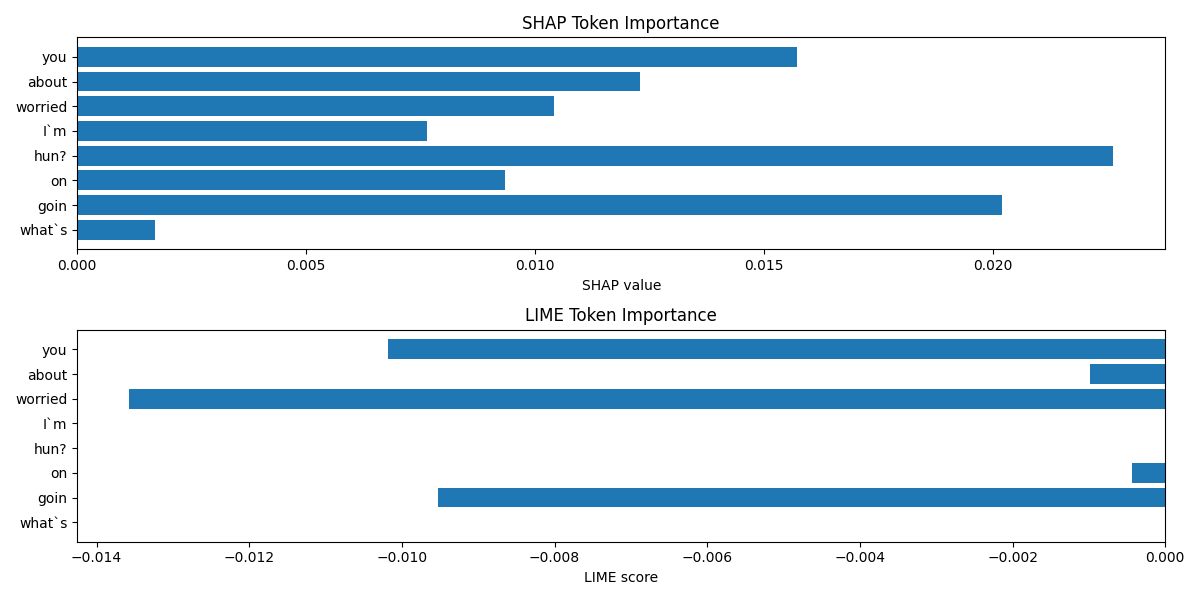 SHAP Token Importance
you
about
worried
I`m
hun?
on
goin
what`s
0.000 0.005 0.010 0.015 0.020
SHAP value
LIME Token Importance
you
about
worried
I`m
hun?
on
goin
what`s
−0.014 −0.012 −0.010 −0.008 −0.006 −0.004 −0.002 0.000
LIME score